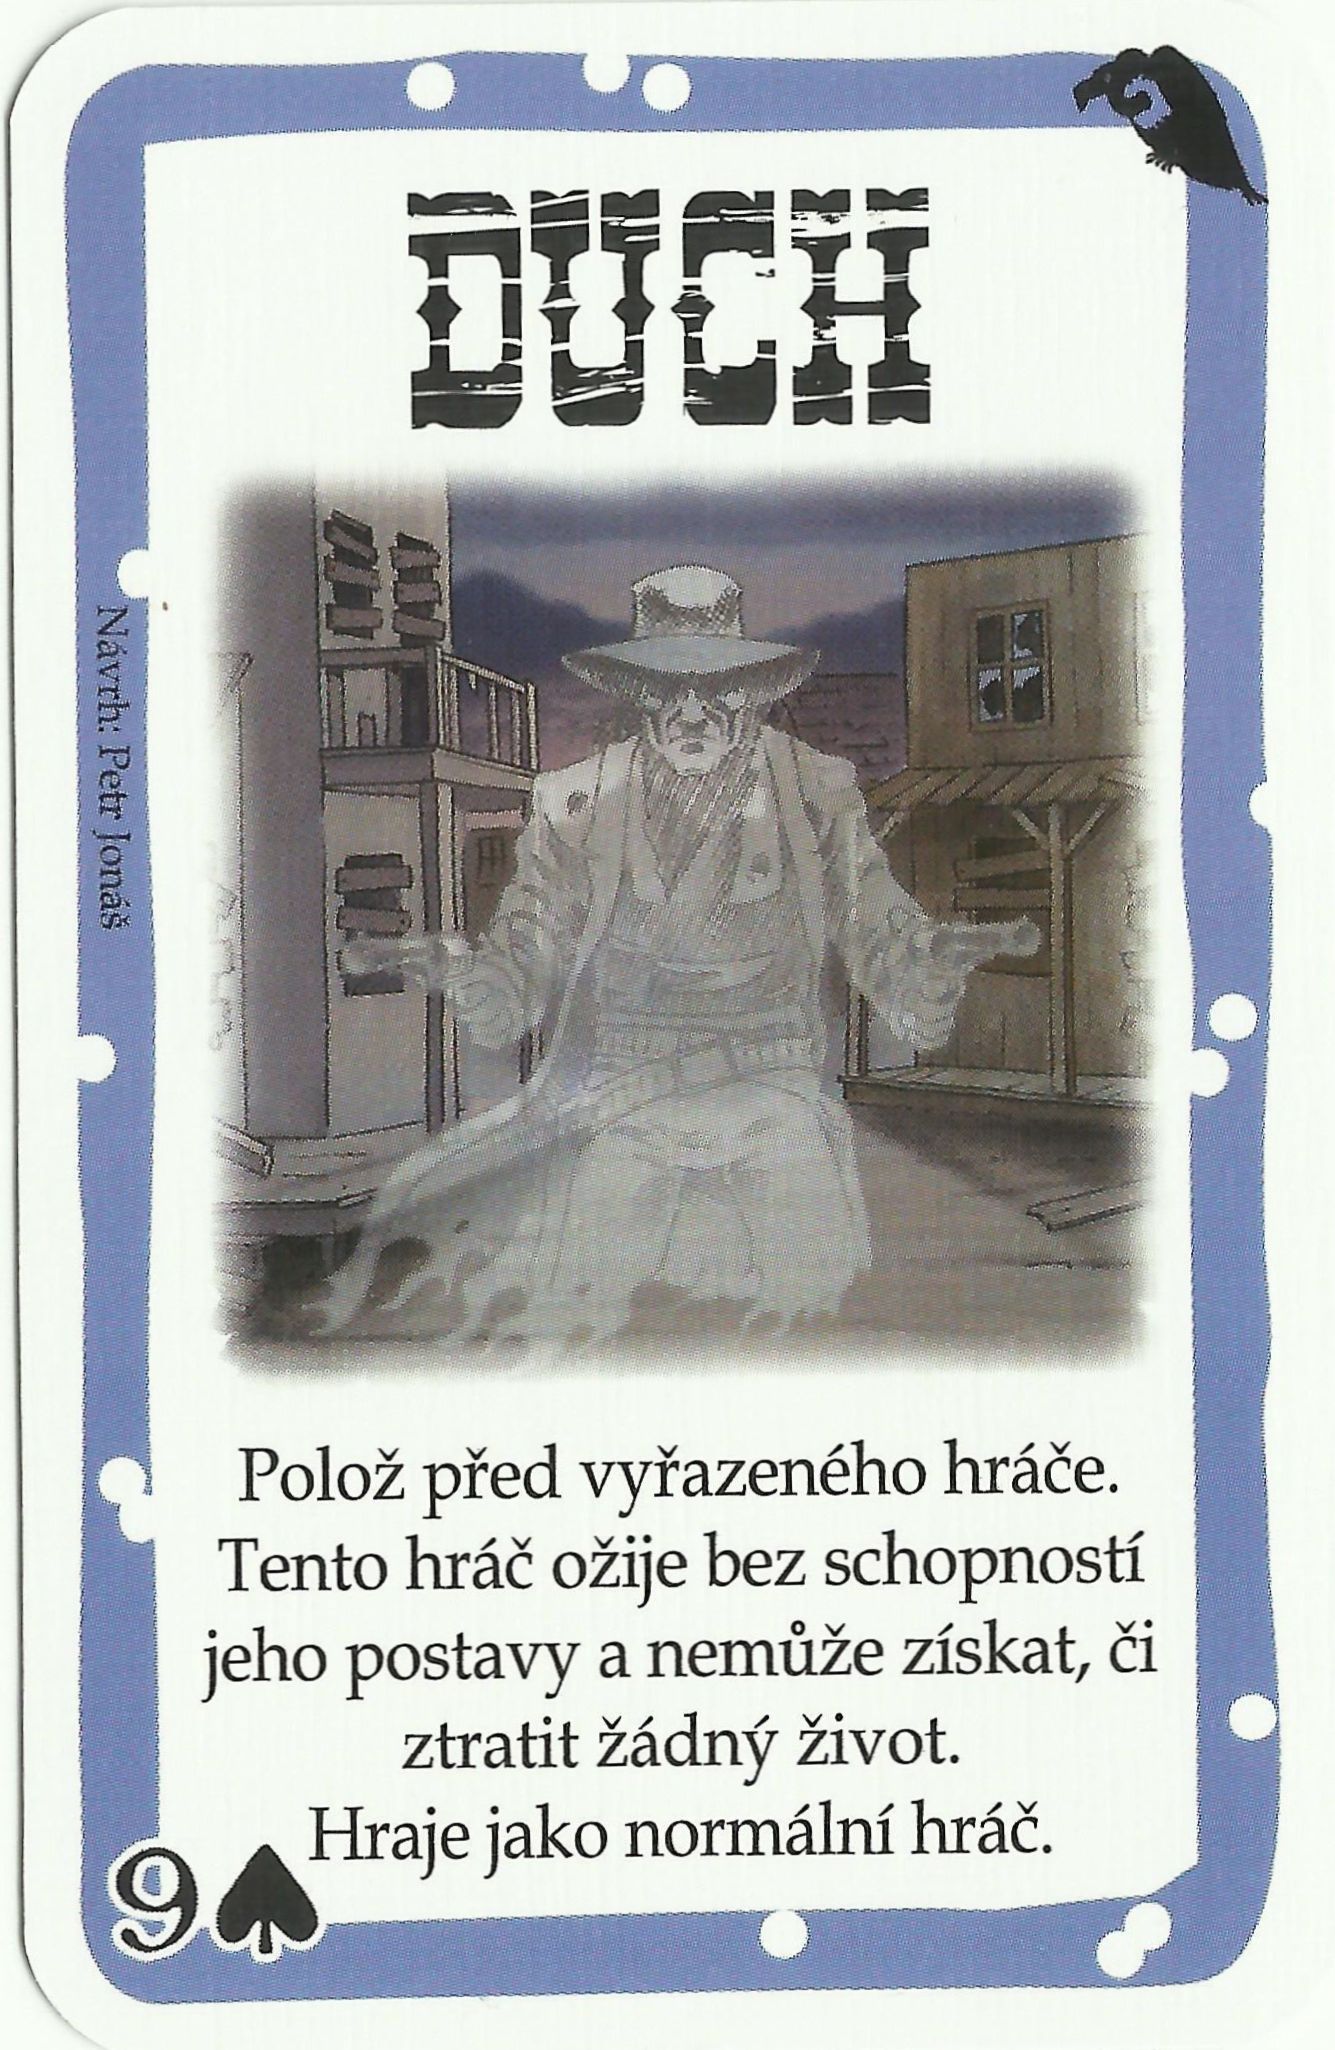 DUCH
Návrh: Petr Jonáš
Polož před vyřazeného hráče.
Tento hráč ožije bez schopností
jeho postavy a nemůže získat, či
ztratit žádný život.
Hraje jako normální hráč.
9♠